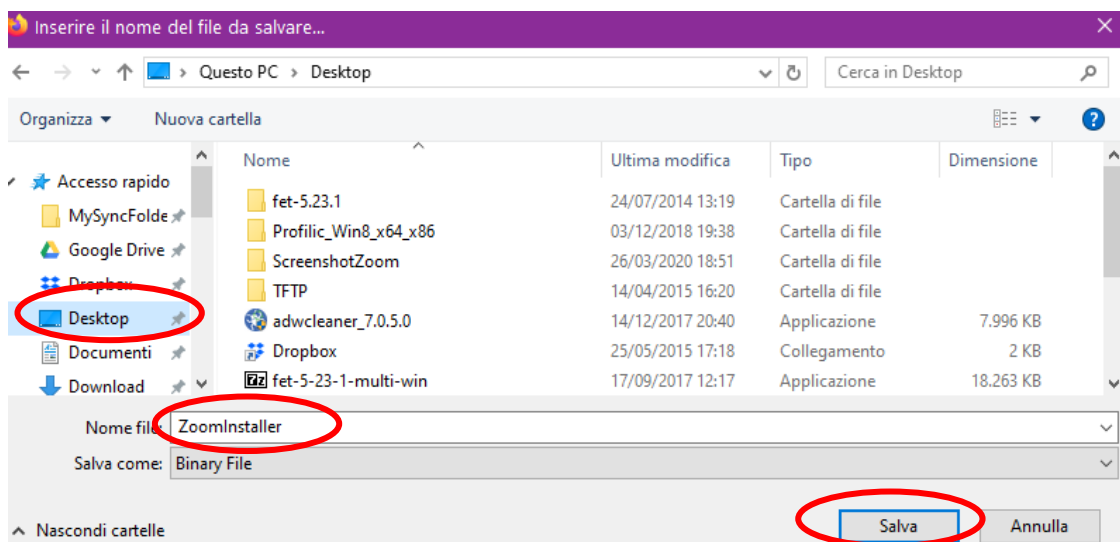 Inserire il nome del file da salvare...
Questo PC > Desktop
Cerca in Desktop
Organizza
Nuova cartella
Nome Ultima modifica Tipo Dimensione
Accesso rapido
MySyncFolde
Google Drive
Dropbox
Desktop
Documenti
Download
fet-5.23.1 24/07/2014 13:19 Cartella di file
Profilic_Win8_x64_x86 03/12/2018 19:38 Cartella di file
ScreenshotZoom 26/03/2020 18:51 Cartella di file
TFTP 14/04/2015 16:20 Cartella di file
adwcleaner_7.0.5.0 14/12/2017 20:40 Applicazione 7.996 KB
Dropbox 25/05/2015 17:18 Collegamento 2 KB
fet-5-23-1-multi-win 17/09/2017 12:17 Applicazione 18.263 KB
Nome file: ZoomInstaller
Salva come: Binary File
Nascondi cartelle
Salva
Annulla